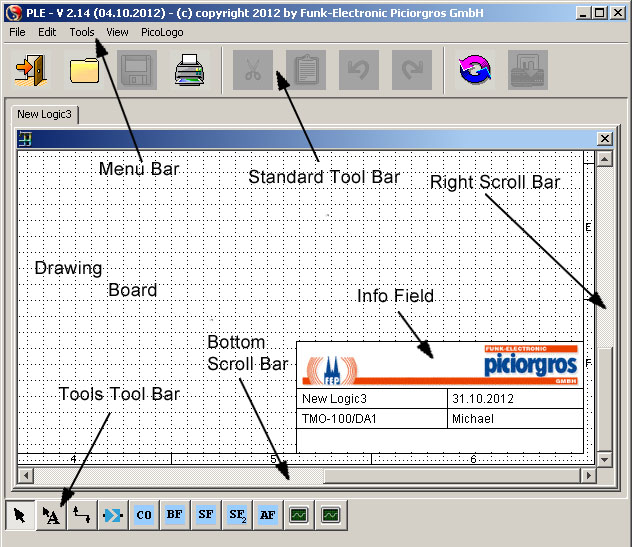 PLE - V 2.14 (04.10.2012) - (c) copyright 2012 by Funk-Electronic Piciorgros GmbH
File Edit Tools View PicoLogo
New Logic3
Menu Bar
Standard Tool Bar
Right Scroll Bar
E
Drawing
Board
Info Field
Bottom
Scroll Bar
FUNK-ELECTRONIC
piciorgros
GMBH
FEP
F
Tools Tool Bar
New Logic3 31.10.2012
TMO-100/DA1 Michael
4 5 6
A CO BF SF SF2 AF